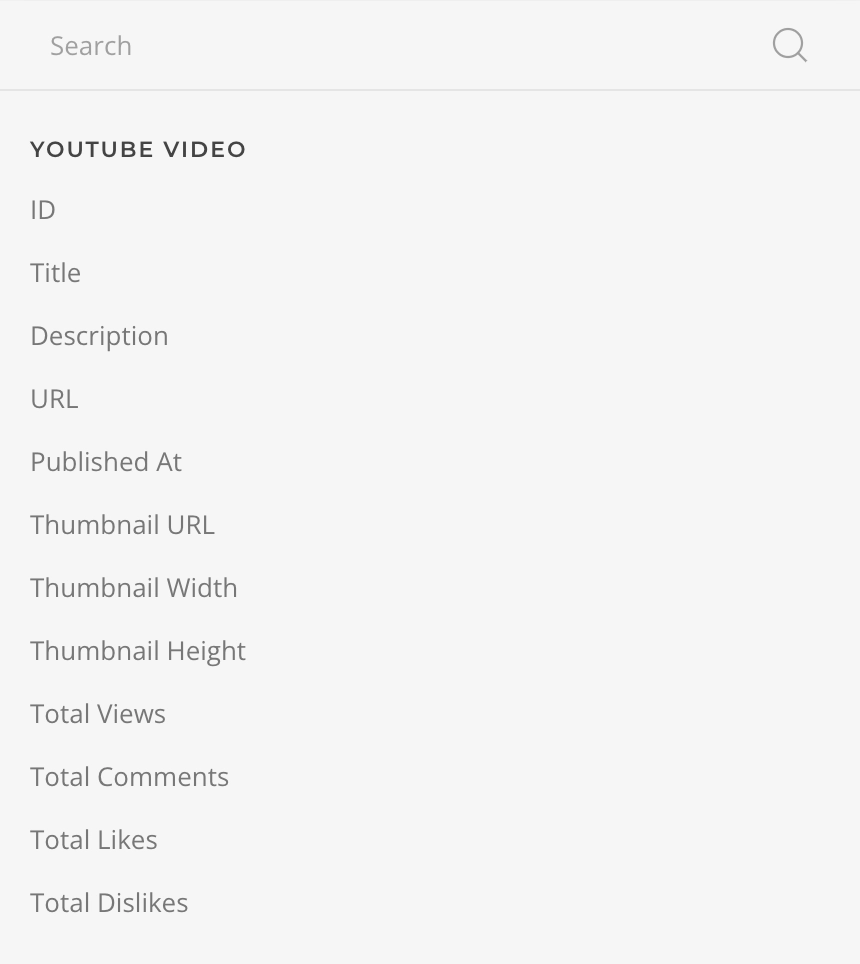 Search
YOUTUBE VIDEO
ID
Title
Description
URL
Published At
Thumbnail URL
Thumbnail Width
Thumbnail Height
Total Views
Total Comments
Total Likes
Total Dislikes